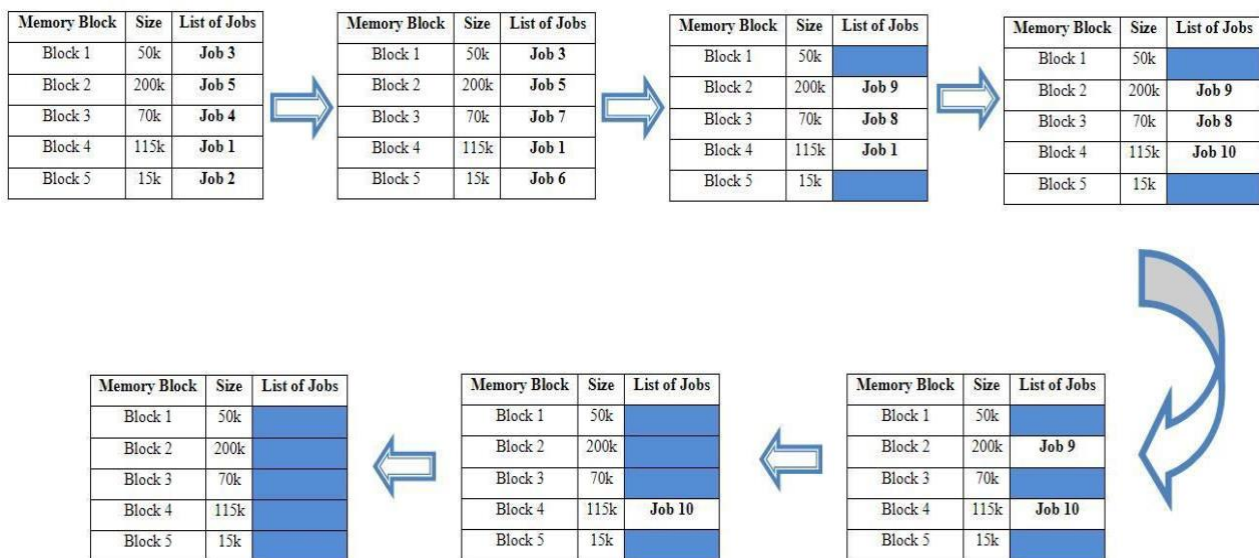 Memory Block Size List of Jobs
Block 1 50k Job 3
Block 2 200k Job 5
Block 3 70k Job 4
Block 4 115k Job 1
Block 5 15k Job 2
Memory Block Size List of Jobs
Block 1 50k Job 3
Block 2 200k Job 5
Block 3 70k Job 7
Block 4 115k Job 1
Block 5 15k Job 6
Memory Block Size List of Jobs
Block 1 50k
Block 2 200k Job 9
Block 3 70k Job 8
Block 4 115k Job 1
Block 5 15k
Memory Block Size List of Jobs
Block 1 50k
Block 2 200k Job 9
Block 3 70k Job 8
Block 4 115k Job 10
Block 5 15k
Memory Block Size List of Jobs
Block 1 50k
Block 2 200k
Block 3 70k
Block 4 115k
Block 5 15k
Memory Block Size List of Jobs
Block 1 50k
Block 2 200k
Block 3 70k
Block 4 115k Job 10
Block 5 15k
Memory Block Size List of Jobs
Block 1 50k
Block 2 200k Job 9
Block 3 70k
Block 4 115k Job 10
Block 5 15k